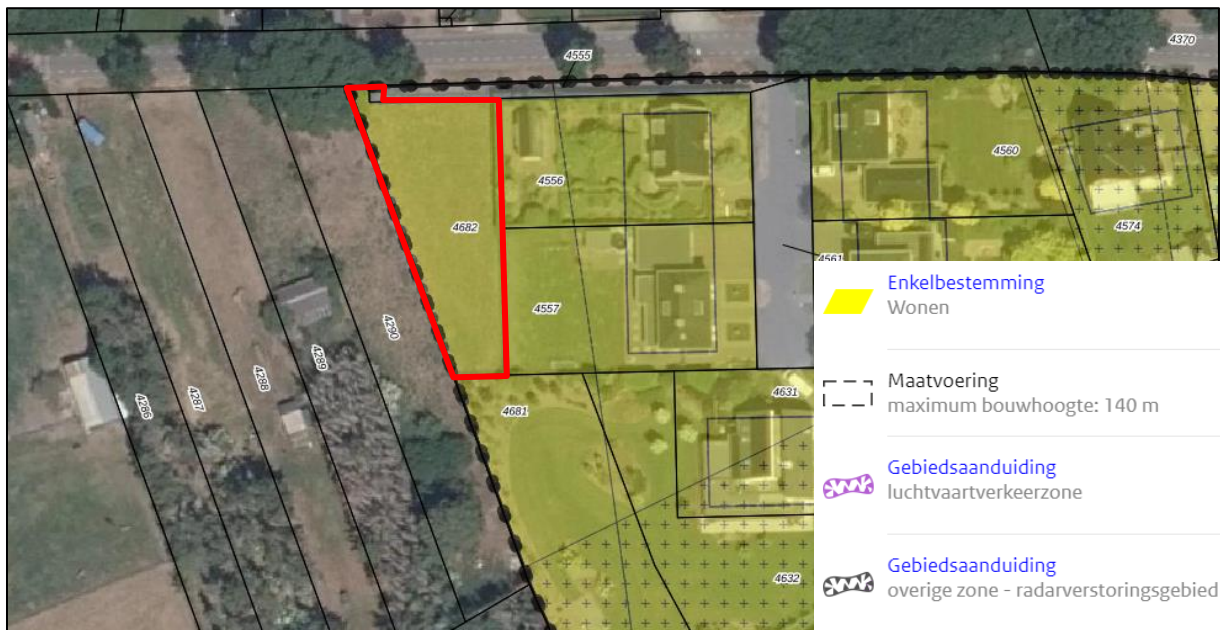 4555
4370
4556
4560
4682
4574
4561
4557
4290
4289
4288
4287
4286
4681
4631
4632
Enkelbestemming
Wonen
Maatvoering
maximum bouwhoogte: 140 m
Gebiedsaanduiding
luchtvaartverkeerzone
Gebiedsaanduiding
overige zone - radarverstoringsgebied